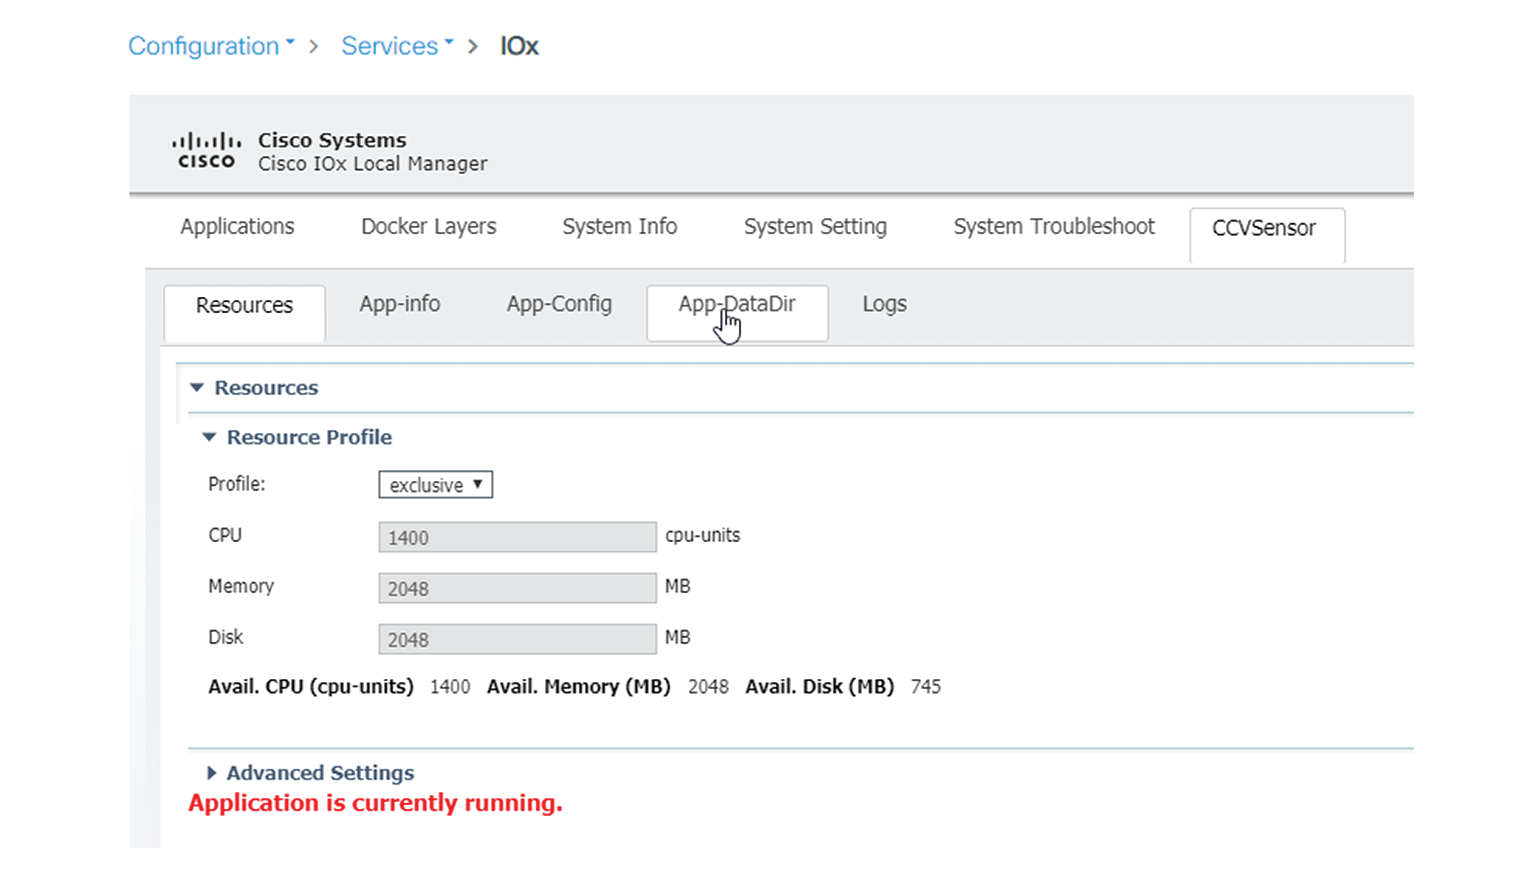 Configuration > Services > IOx
Cisco Systems
CISCO Cisco IOx Local Manager
Applications Docker Layers System Info System Setting System Troubleshoot CCVSensor
Resources App-info App-Config App-DataDir Logs
Resources
Resource Profile
Profile: exclusive
CPU 1400 cpu-units
Memory 2048 MB
Disk 2048 MB
Avail. CPU (cpu-units) 1400 Avail. Memory (MB) 2048 Avail. Disk (MB) 745
Advanced Settings
Application is currently running.